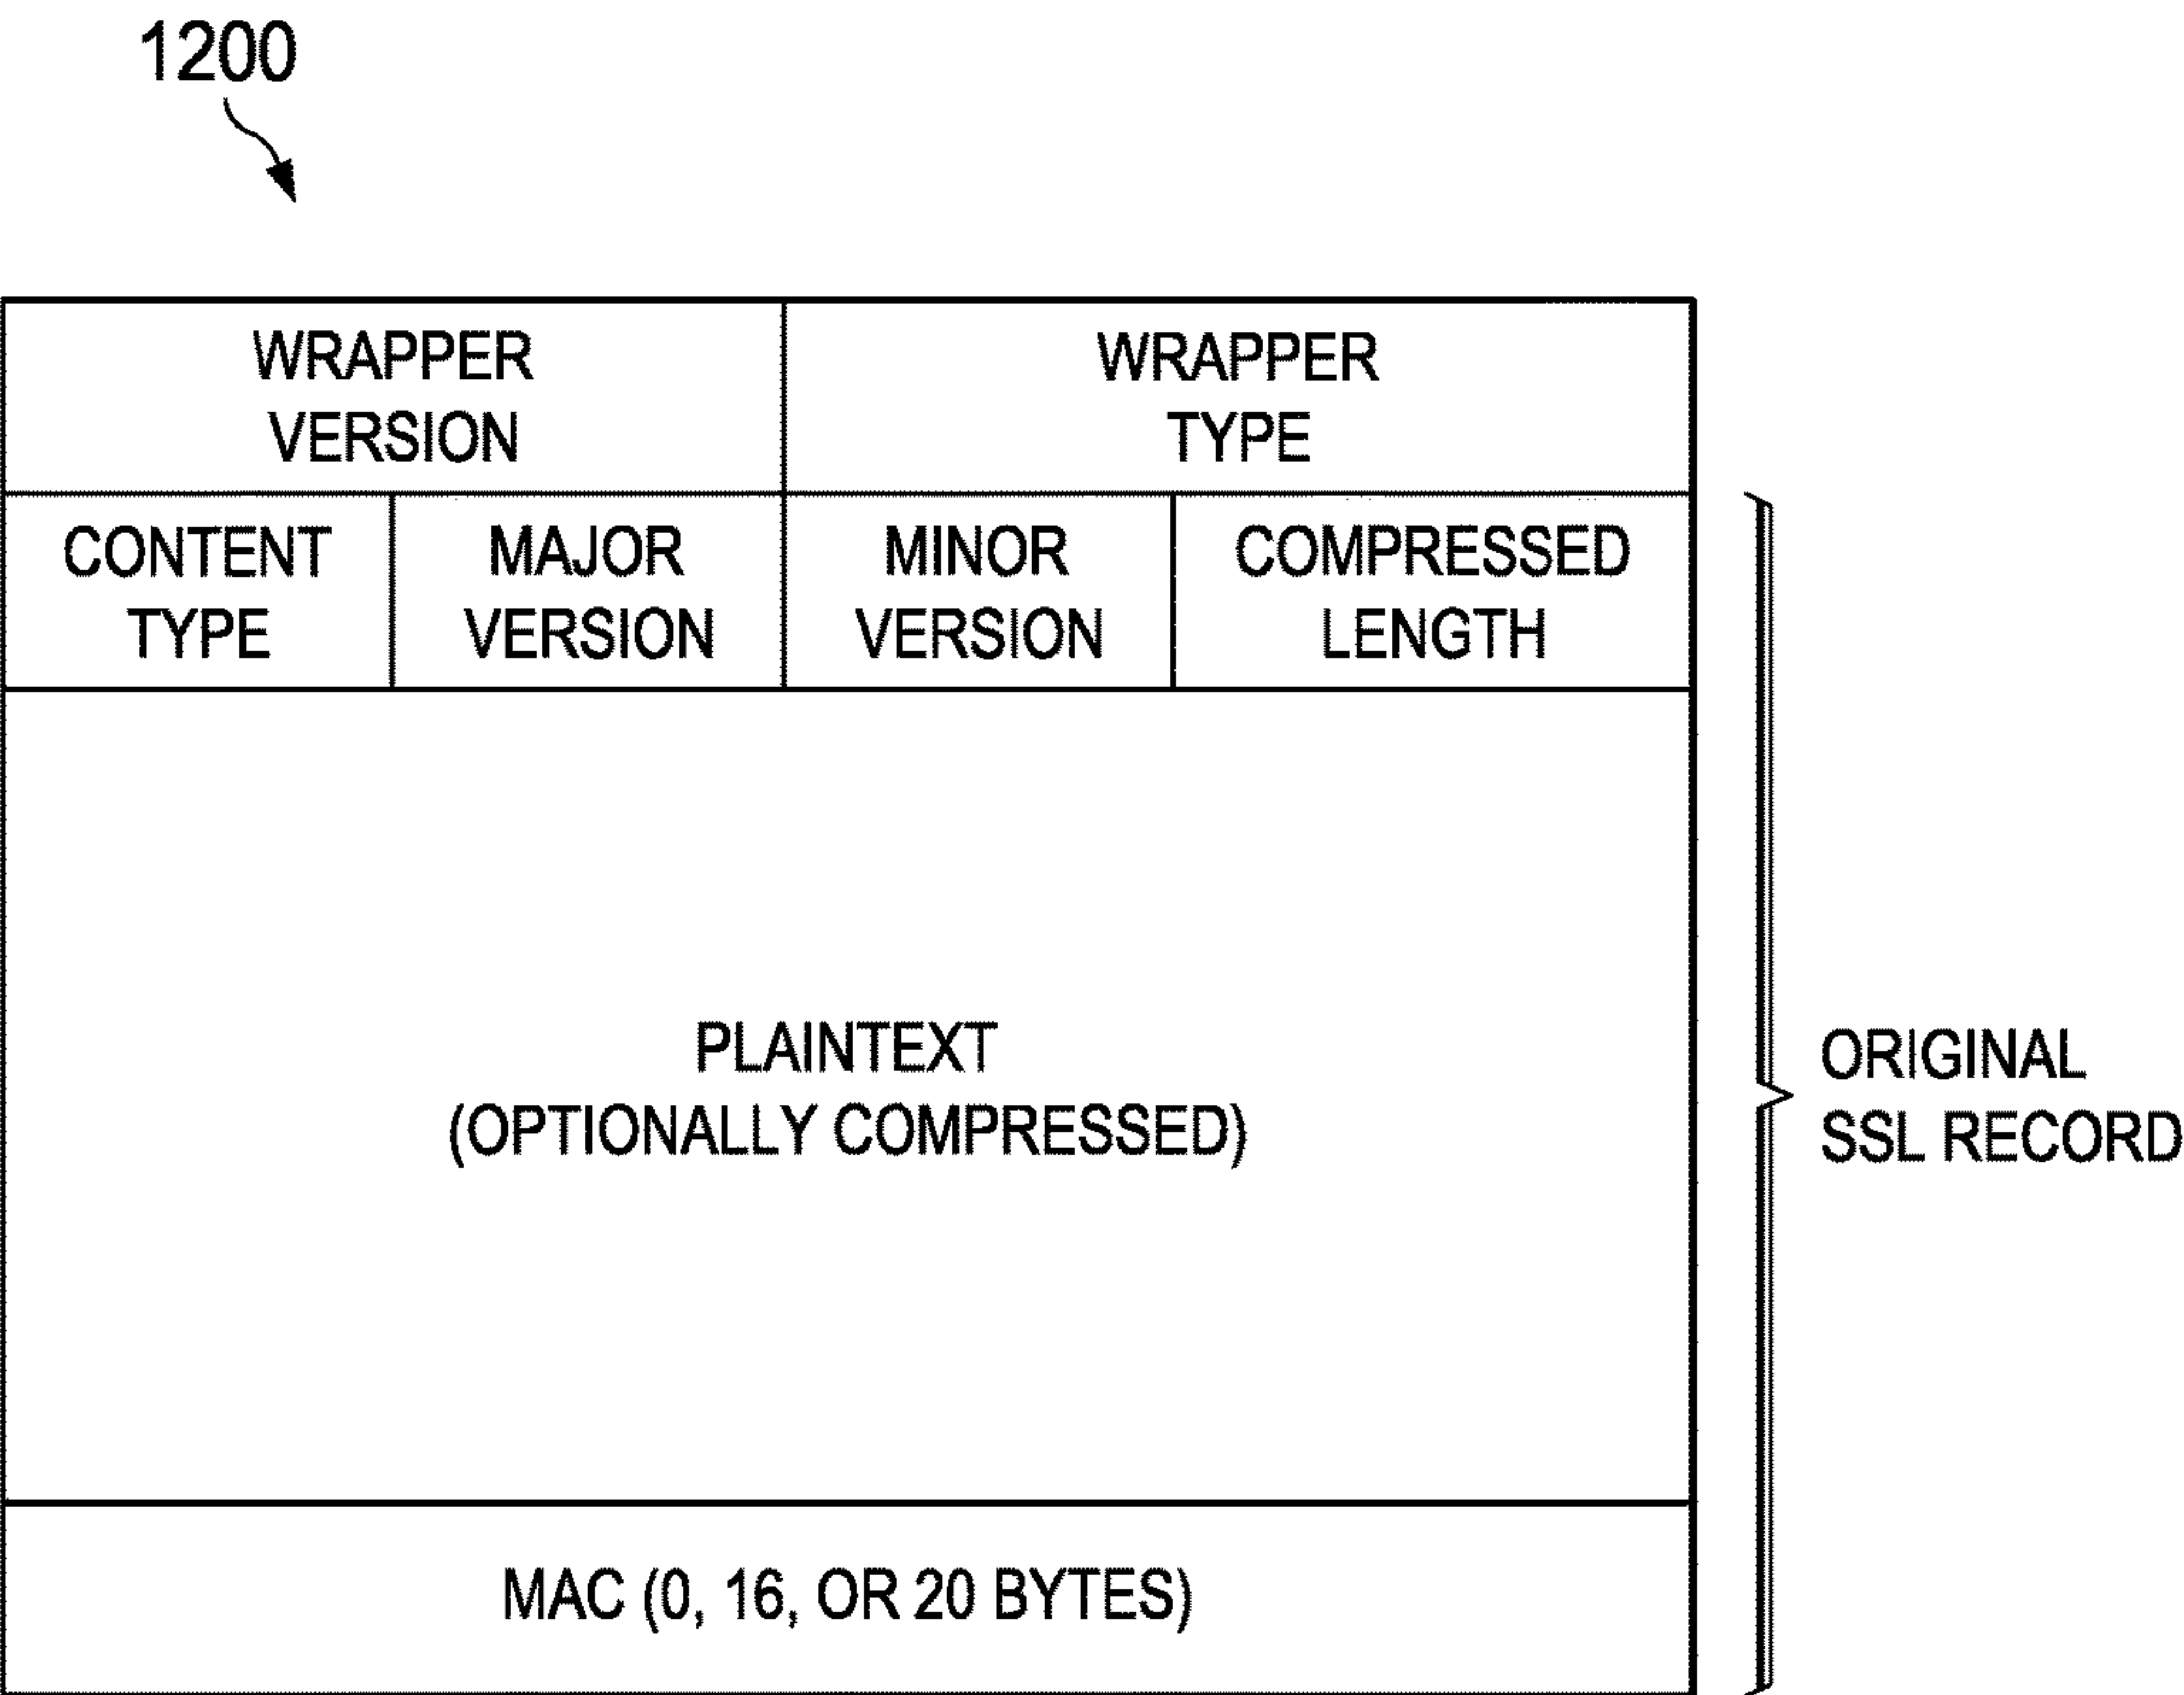 1200
WRAPPER
VERSION
WRAPPER
TYPE
CONTENT
TYPE
MAJOR
VERSION
MINOR
VERSION
COMPRESSED
LENGTH
PLAINTEXT
(OPTIONALLY COMPRESSED)
ORIGINAL
SSL RECORD
MAC (0, 16, OR 20 BYTES)